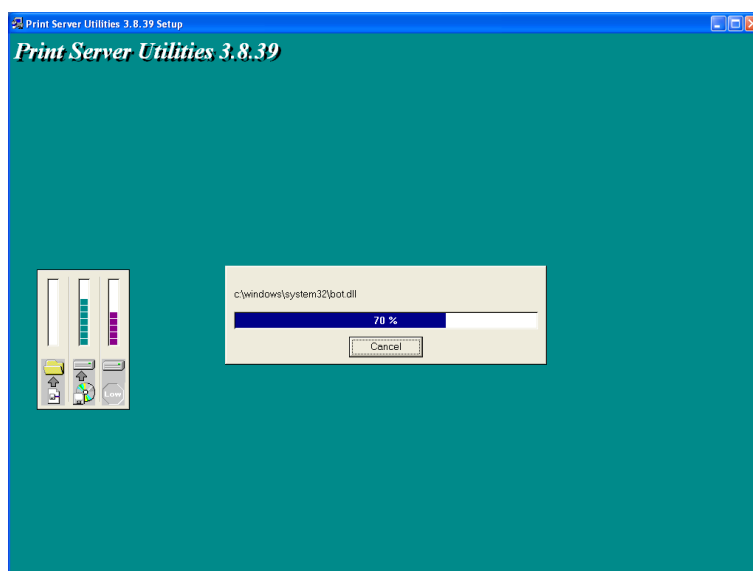 Print Server Utilities 3.8.39 Setup
Print Server Utilities 3.8.39
c:\windows\system32\bot.dll
70 %
Cancel
Low